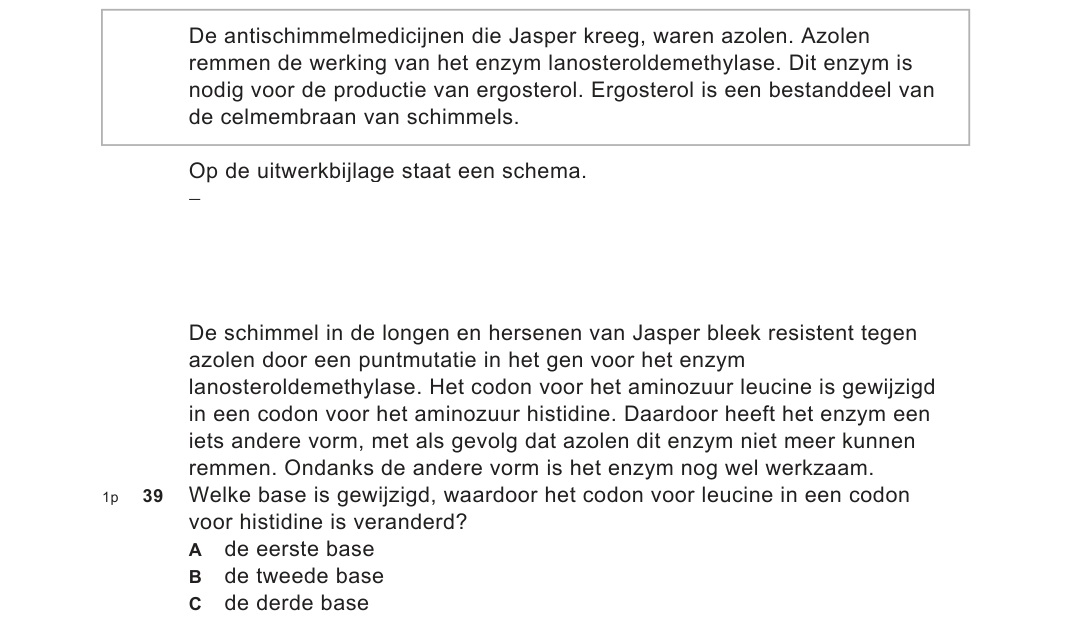 De antischimmelmedicijnen die Jasper kreeg, waren azolen. Azolen
remmen de werking van het enzym lanosteroldemethylase. Dit enzym is
nodig voor de productie van ergosterol. Ergosterol is een bestanddeel van
de celmembraan van schimmels.
Op de uitwerkbijlage staat een schema.
–
De schimmel in de longen en hersenen van Jasper bleek resistent tegen
azolen door een puntmutatie in het gen voor het enzym
lanosteroldemethylase. Het codon voor het aminozuur leucine is gewijzigd
in een codon voor het aminozuur histidine. Daardoor heeft het enzym een
iets andere vorm, met als gevolg dat azolen dit enzym niet meer kunnen
remmen. Ondanks de andere vorm is het enzym nog wel werkzaam.
1p 39 Welke base is gewijzigd, waardoor het codon voor leucine in een codon
voor histidine is veranderd?
A de eerste base
B de tweede base
C de derde base